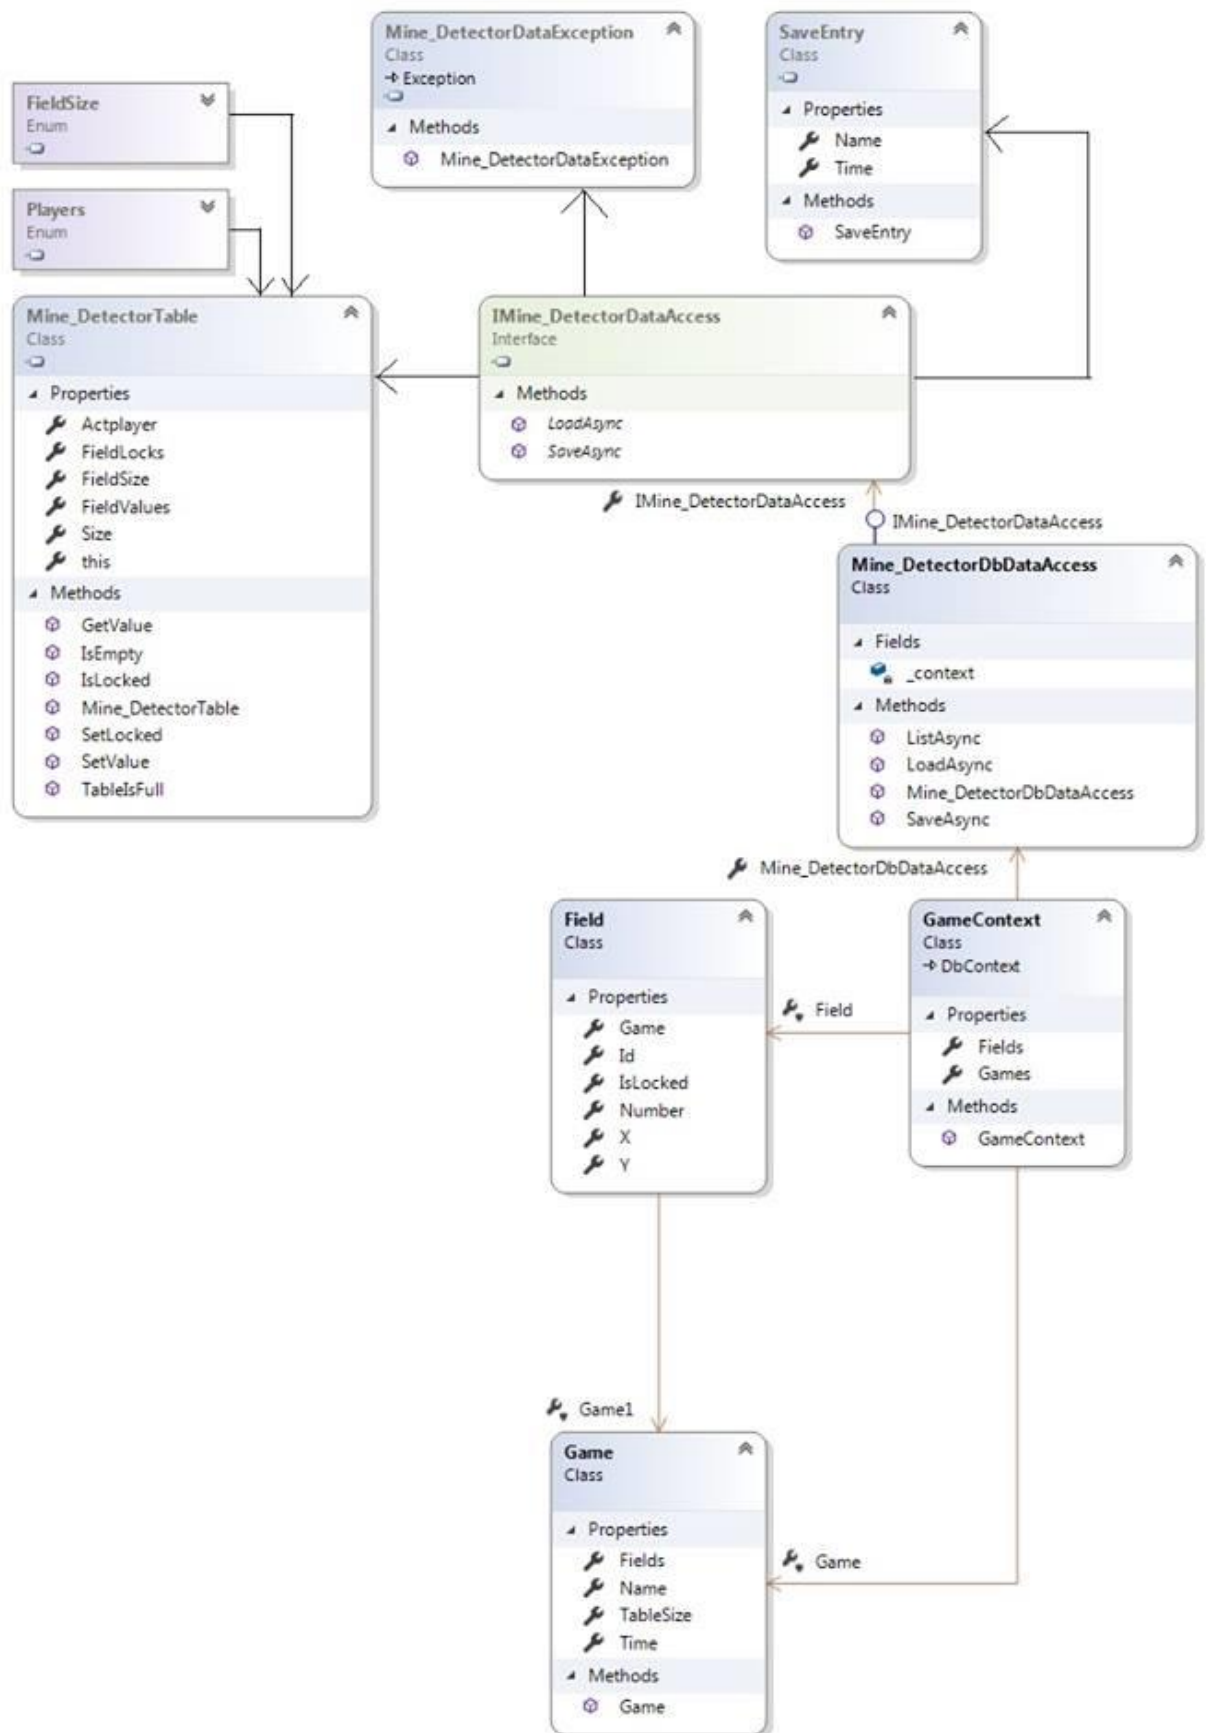 Mine_DetectorDataException
Class
Exception
Methods
Mine_DetectorDataException
SaveEntry
Class
Properties
Name
Time
Methods
SaveEntry
FieldSize
Enum
Players
Enum
Mine_DetectorTable
Class
Properties
Actplayer
FieldLocks
FieldSize
FieldValues
Size
this
Methods
GetValue
IsEmpty
IsLocked
Mine_DetectorTable
SetLocked
SetValue
TableIsFull
IMine_DetectorDataAccess
Interface
Methods
LoadAsync
SaveAsync
IMine_DetectorDataAccess
IMine_DetectorDataAccess
Mine_DetectorDbDataAccess
Class
Fields
_context
Methods
ListAsync
LoadAsync
Mine_DetectorDbDataAccess
SaveAsync
Mine_DetectorDbDataAccess
Field
Class
Properties
Game
Id
IsLocked
Number
X
Y
Field
GameContext
Class
DbContext
Properties
Fields
Games
Methods
GameContext
Game1
Game
Class
Properties
Fields
Name
TableSize
Time
Methods
Game
Game